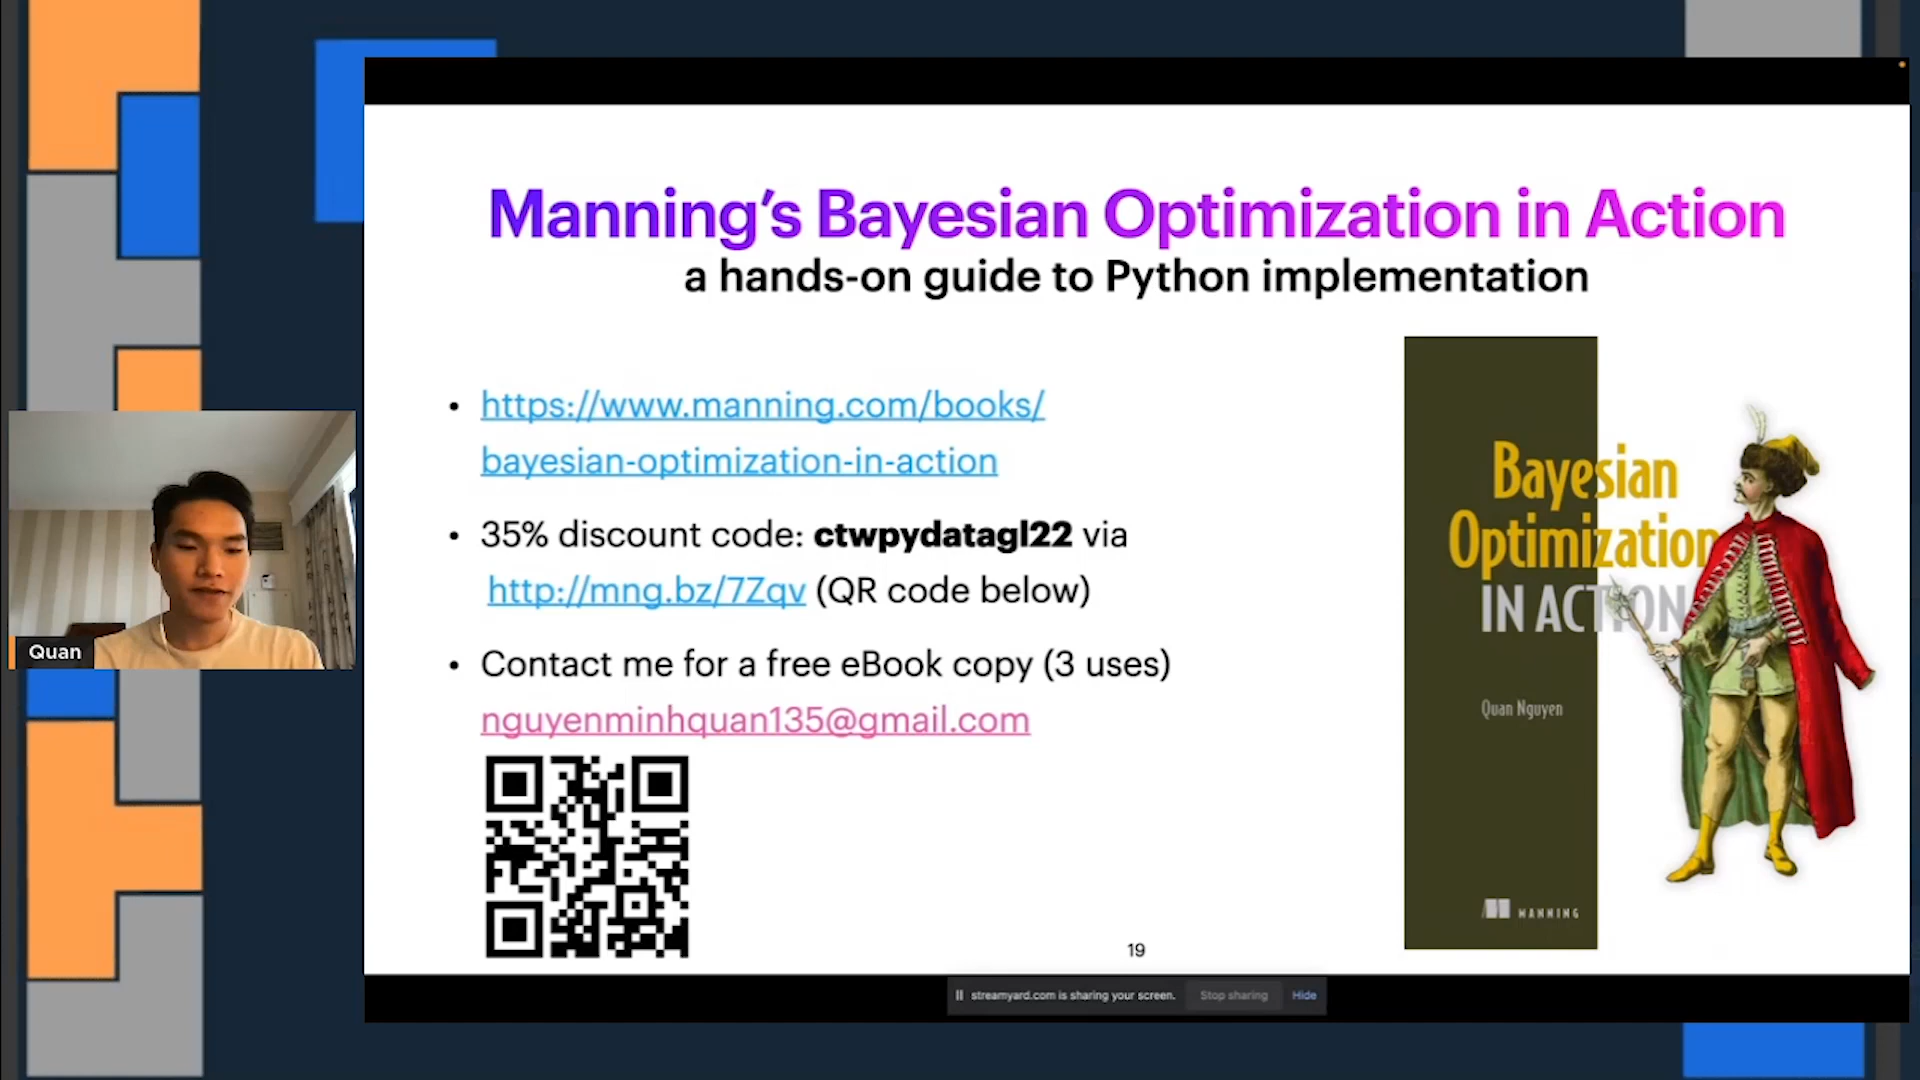 Manning's Bayesian Optimization in Action
a hands-on guide to Python implementation
• https://www.manning.com/books/
bayesian-optimization-in-action
• 35% discount code: ctwpydatagl22 via
http://mng.bz/7Zqv (QR code below)
• Contact me for a free eBook copy (3 uses)
nguyenminhquan135@gmail.com
Bayesian
Optimization
IN ACTION
Quan Nguyen
MANNING
Quan
19
streamyard.com is sharing your screen. Stop sharing Hide